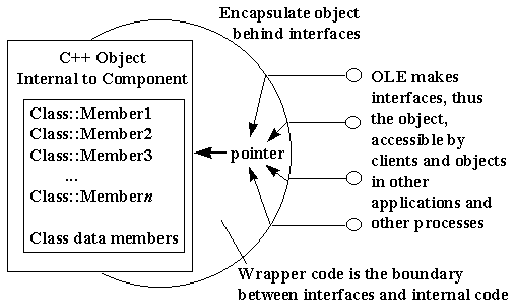 Encapsulate object
behind interfaces
C++ Object
Internal to Component
Class::Member1
Class::Member2
Class::Member3
...
Class::Membern
Class data members
pointer
OLE makes
interfaces, thus
the object,
accessible by
clients and objects
in other
applications and
other processes
Wrapper code is the boundary
between interfaces and internal code